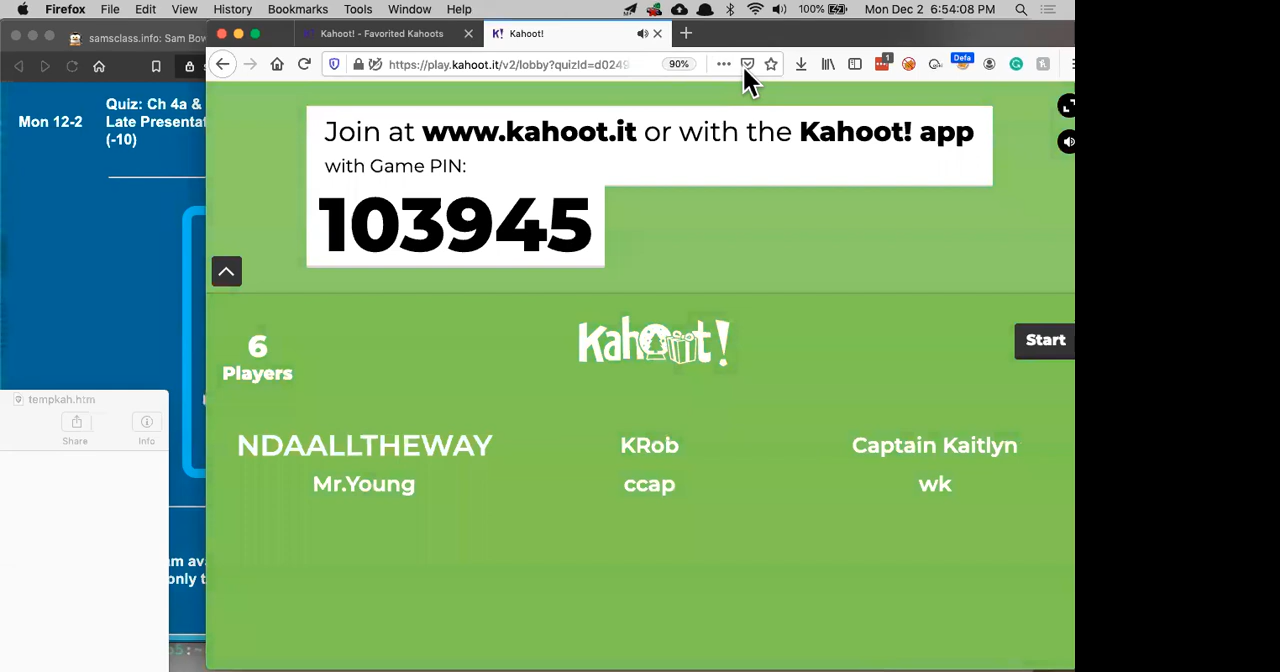 Firefox File Edit View History Bookmarks Tools Window Help 100% Mon Dec 2 6:54:08 PM
samsclass.info: Sam Bow
Kahoot! - Favorited Kahoots
K! Kahoot!
https://play.kahoot.it/v2/lobby?quizId=d0249 90% 1 Defa
Mon 12-2
Quiz: Ch 4a &
Late Presentat
(-10)
Join at www.kahoot.it or with the Kahoot! app
with Game PIN:
103945
6
Players
Kahoot!
Start
tempkah.htm
Share Info
NDAALLTHEWAY KRob Captain Kaitlyn
Mr.Young ccap wk
am av
only t